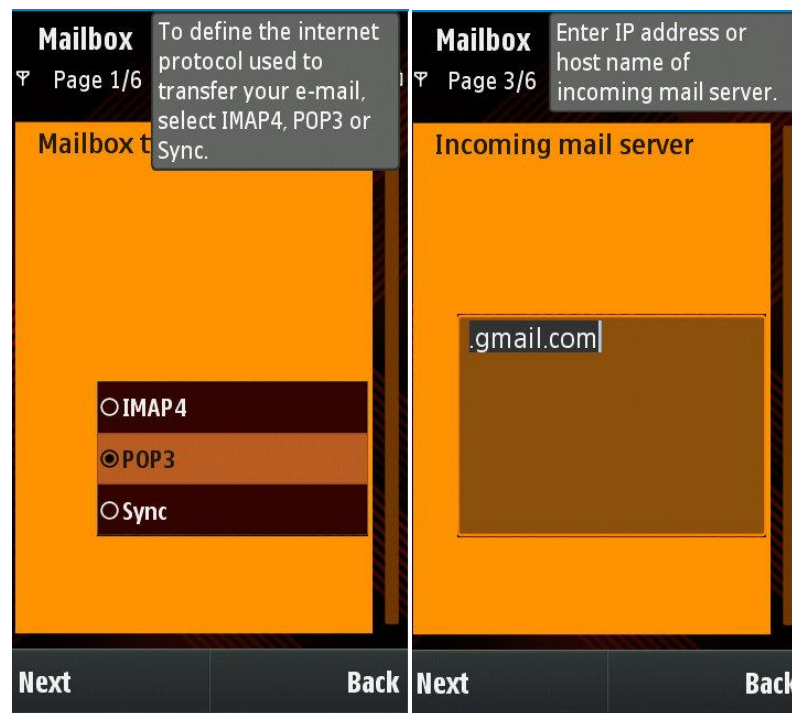 Mailbox
Page 1/6
To define the internet
protocol used to
transfer your e-mail,
select IMAP4, POP3 or
Sync.
Mailbox t
IMAP4
POP3
Sync
Next Back
Mailbox
Page 3/6
Enter IP address or
host name of
incoming mail server.
Incoming mail server
.gmail.com
Next Back